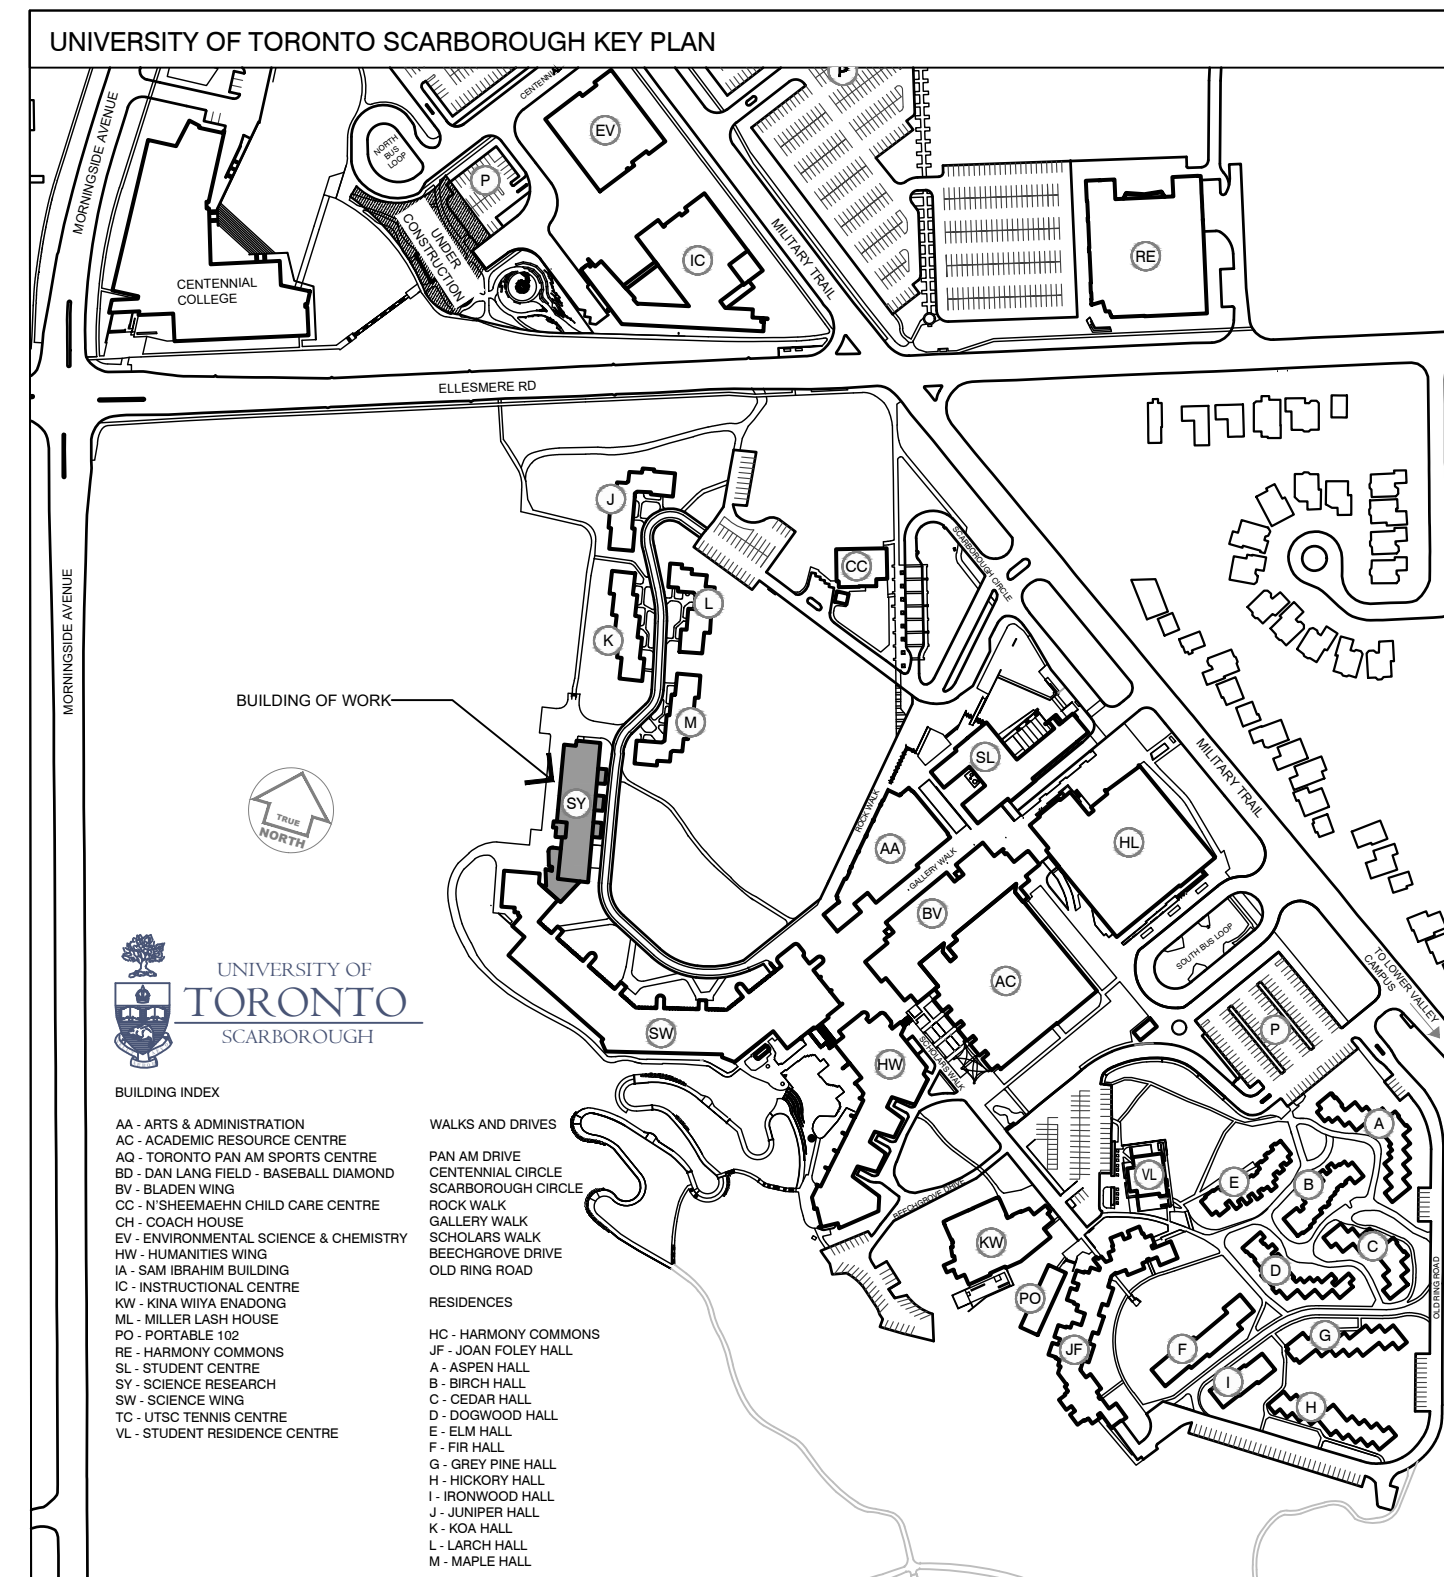 UNIVERSITY OF TORONTO SCARBOROUGH KEY PLAN
MORNINGSIDE AVENUE
NORTH
BUS
LOOP
CENTENNIAL
P
EV
P
UNDER
CONSTRUCTION
IC
MILITARY TRAIL
RE
CENTENNIAL
COLLEGE
ELLESMERE RD
MORNINGSIDE AVENUE
J
CC
SCARBOROUGH CIRCLE
L
K
M
BUILDING OF WORK
SY
SL
MILITARY TRAIL
ROCK WALK
AA
GALLERY WALK
HL
BV
AC
SOUTH BUS LOOP
TO LOWER VALLEY
CAMPUS
P
TRUE
NORTH
SW
HW
SCHOLARS WALK
BEECHGROVE DRIVE
KW
PO
JF
VL
A
B
C
D
E
F
G
H
I
OLD RING ROAD
UNIVERSITY OF
TORONTO
SCARBOROUGH
BUILDING INDEX
AA - ARTS & ADMINISTRATION
AC - ACADEMIC RESOURCE CENTRE
AQ - TORONTO PAN AM SPORTS CENTRE
BD - DAN LANG FIELD - BASEBALL DIAMOND
BV - BLADEN WING
CC - N'SHEEMAEHN CHILD CARE CENTRE
CH - COACH HOUSE
EV - ENVIRONMENTAL SCIENCE & CHEMISTRY
HW - HUMANITIES WING
IA - SAM IBRAHIM BUILDING
IC - INSTRUCTIONAL CENTRE
KW - KINA WIIYA ENADONG
ML - MILLER LASH HOUSE
PO - PORTABLE 102
RE - HARMONY COMMONS
SL - STUDENT CENTRE
SY - SCIENCE RESEARCH
SW - SCIENCE WING
TC - UTSC TENNIS CENTRE
VL - STUDENT RESIDENCE CENTRE
WALKS AND DRIVES
PAN AM DRIVE
CENTENNIAL CIRCLE
SCARBOROUGH CIRCLE
ROCK WALK
GALLERY WALK
SCHOLARS WALK
BEECHGROVE DRIVE
OLD RING ROAD
RESIDENCES
HC - HARMONY COMMONS
JF - JOAN FOLEY HALL
A - ASPEN HALL
B - BIRCH HALL
C - CEDAR HALL
D - DOGWOOD HALL
E - ELM HALL
F - FIR HALL
G - GREY PINE HALL
H - HICKORY HALL
I - IRONWOOD HALL
J - JUNIPER HALL
K - KOA HALL
L - LARCH HALL
M - MAPLE HALL